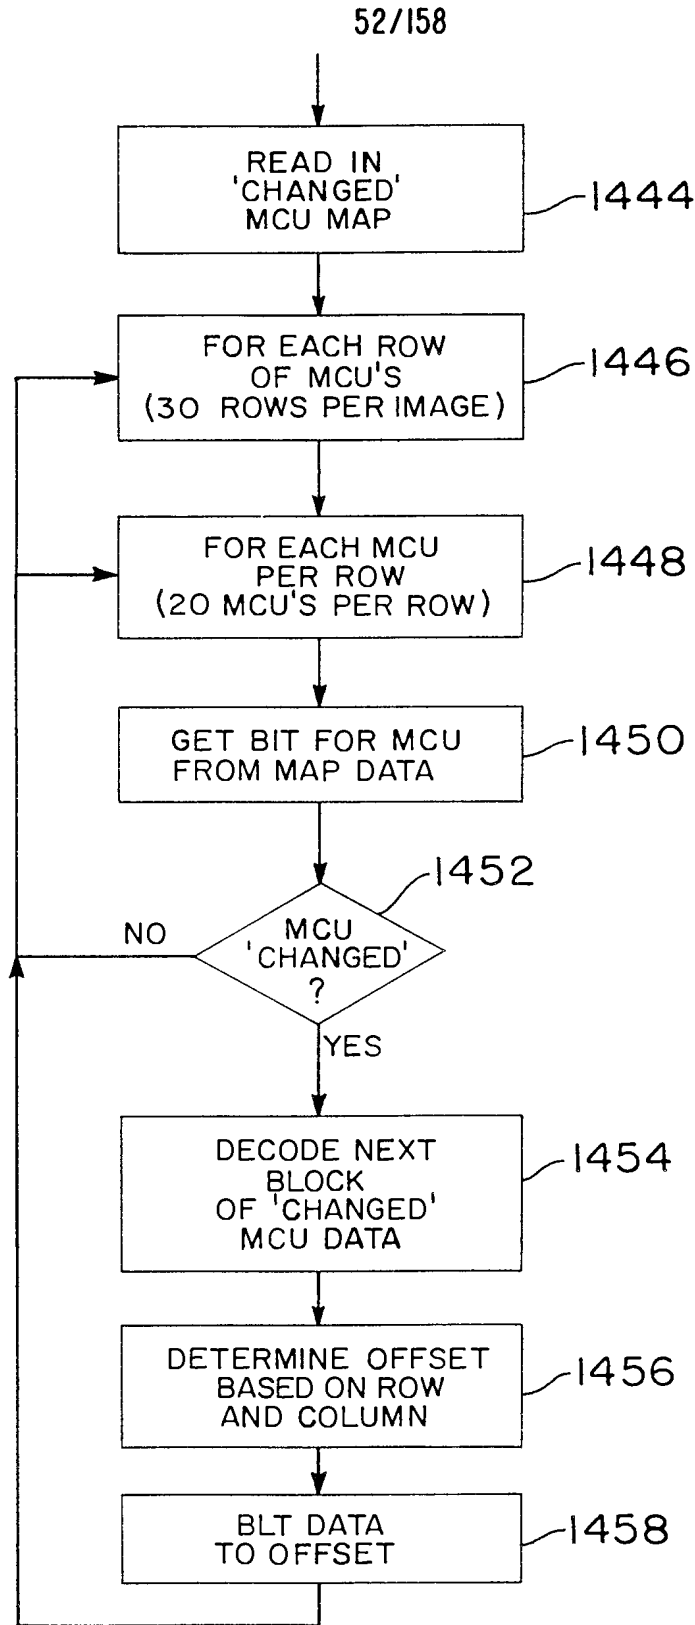 52/158
READ IN
'CHANGED'
MCU MAP
1444
FOR EACH ROW
OF MCU'S
(30 ROWS PER IMAGE)
1446
FOR EACH MCU
PER ROW
(20 MCU'S PER ROW)
1448
GET BIT FOR MCU
FROM MAP DATA
1450
1452
MCU
'CHANGED'
?
NO
YES
DECODE NEXT
BLOCK
OF 'CHANGED'
MCU DATA
1454
DETERMINE OFFSET
BASED ON ROW
AND COLUMN
1456
BLT DATA
TO OFFSET
1458